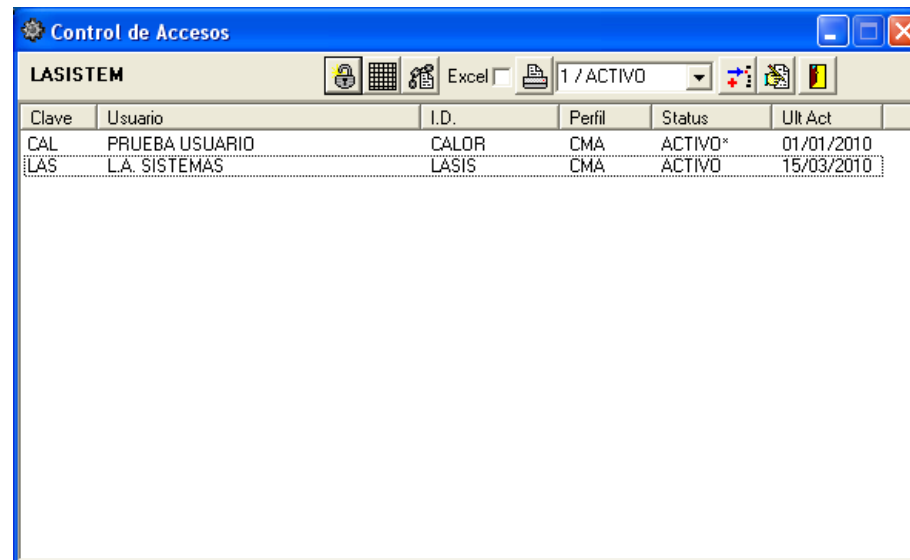 Control de Accesos
LASISTEM Excel 1 / ACTIVO
Clave Usuario I.D. Perfil Status Ult Act
CAL PRUEBA USUARIO CALOR CMA ACTIVO* 01/01/2010
LAS L.A. SISTEMAS LASIS CMA ACTIVO 15/03/2010